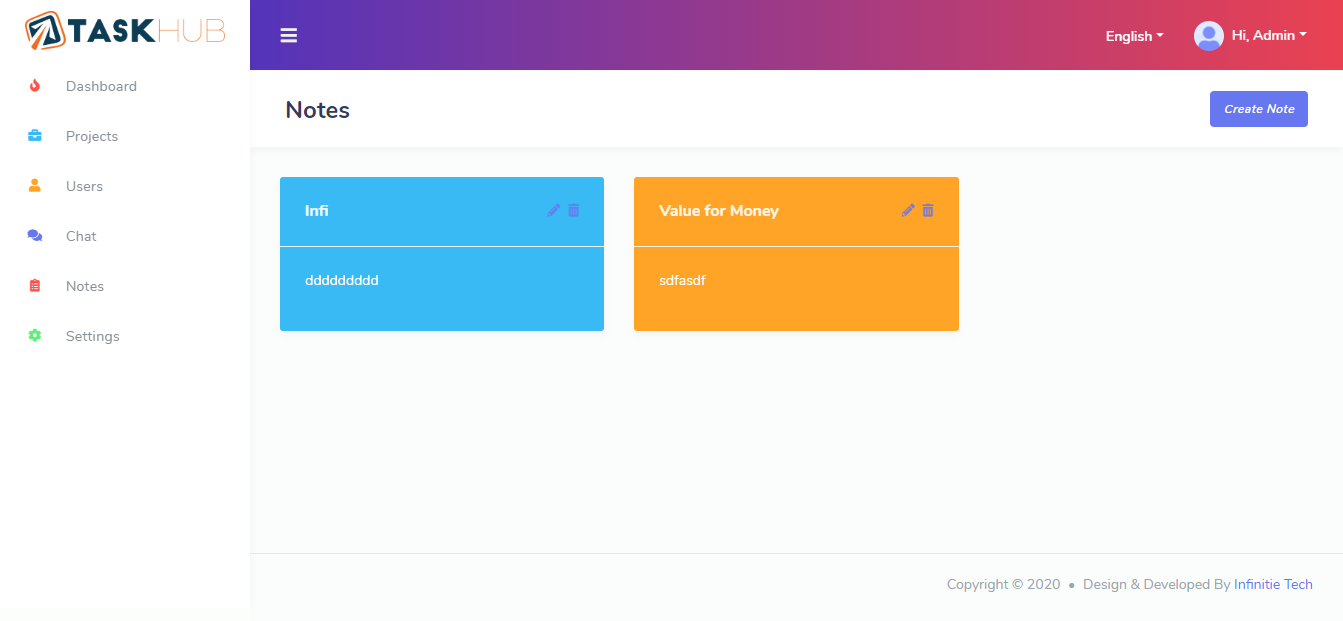 TASKHUB
English
Hi, Admin
Dashboard
Projects
Users
Chat
Notes
Settings
Notes
Create Note
Infi
ddddddddd
Value for Money
sdfasdf
Copyright © 2020 • Design & Developed By Infinitie Tech